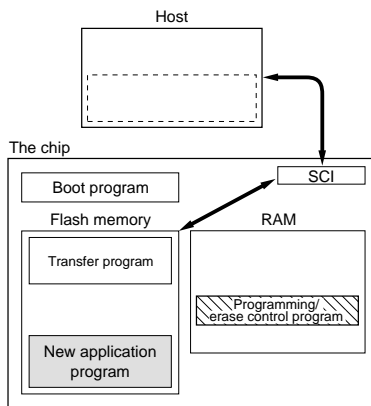 Host
The chip
SCI
Boot program
Flash memory
RAM
Transfer program
Programming/
erase control program
New application
program